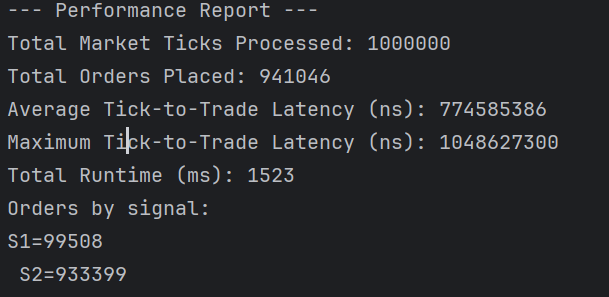 --- Performance Report ---
Total Market Ticks Processed: 1000000
Total Orders Placed: 941046
Average Tick-to-Trade Latency (ns): 774585386
Maximum Tick-to-Trade Latency (ns): 1048627300
Total Runtime (ms): 1523
Orders by signal:
S1=99508
 S2=933399